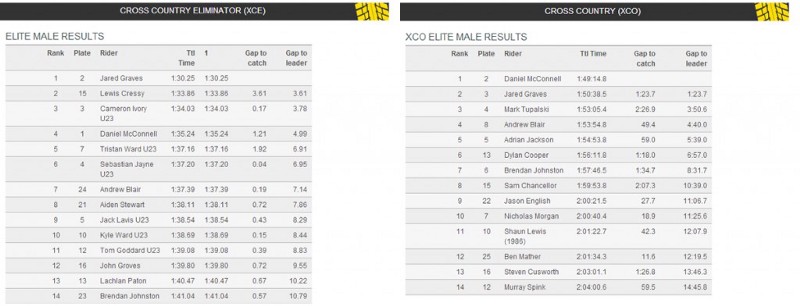 CROSS COUNTRY ELIMINATOR (XCE)
ELITE MALE RESULTS
Rank Plate Rider Ttl Time 1 Gap to catch Gap to leader
1 2 Jared Graves 1:30.25 1:30.25
2 15 Lewis Cressy 1:33.86 1:33.86 3.61 3.61
3 3 Cameron Ivory U23 1:34.03 1:34.03 0.17 3.78
4 1 Daniel McConnell 1:35.24 1:35.24 1.21 4.99
5 7 Tristan Ward U23 1:37.16 1:37.16 1.92 6.91
6 4 Sebastian Jayne U23 1:37.20 1:37.20 0.04 6.95
7 24 Andrew Blair 1:37.39 1:37.39 0.19 7.14
8 21 Aiden Stewart 1:38.11 1:38.11 0.72 7.86
9 5 Jack Lavis U23 1:38.54 1:38.54 0.43 8.29
10 10 Kyle Ward U23 1:38.69 1:38.69 0.15 8.44
11 12 Tom Goddard U23 1:39.08 1:39.08 0.39 8.83
12 16 John Groves 1:39.80 1:39.80 0.72 9.55
13 13 Lachlan Paton 1:40.47 1:40.47 0.67 10.22
14 23 Brendan Johnston 1:41.04 1:41.04 0.57 10.79
CROSS COUNTRY (XCO)
XCO ELITE MALE RESULTS
Rank Plate Rider Ttl Time Gap to catch Gap to leader
1 2 Daniel McConnell 1:49:14.8
2 3 Jared Graves 1:50:38.5 1:23.7 1:23.7
3 4 Mark Tupalski 1:53:05.4 2:26.9 3:50.6
4 8 Andrew Blair 1:53:54.8 49.4 4:40.0
5 5 Adrian Jackson 1:54:53.8 59.0 5:39.0
6 13 Dylan Cooper 1:56:11.8 1:18.0 6:57.0
7 6 Brendan Johnston 1:57:46.5 1:34.7 8:31.7
8 15 Sam Chancellor 1:59:53.8 2:07.3 10:39.0
9 22 Jason English 2:00:21.5 27.7 11:06.7
10 7 Nicholas Morgan 2:00:40.4 18.9 11:25.6
11 10 Shaun Lewis (1986) 2:01:22.7 42.3 12:07.9
12 25 Ben Mather 2:01:34.3 11.6 12:19.5
13 16 Steven Cusworth 2:03:01.1 1:26.8 13:46.3
14 12 Murray Spink 2:04:00.6 59.5 14:45.8